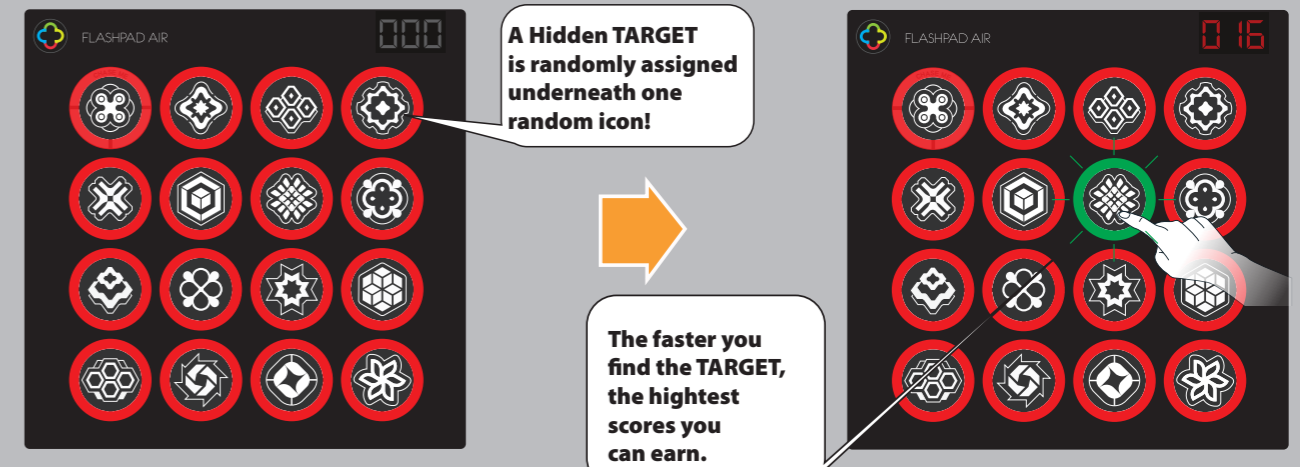 FLASHPAD AIR
000
A Hidden TARGET
is randomly assigned
underneath one
random icon!
FLASHPAD AIR
016
The faster you
find the TARGET,
the hightest
scores you
can earn.